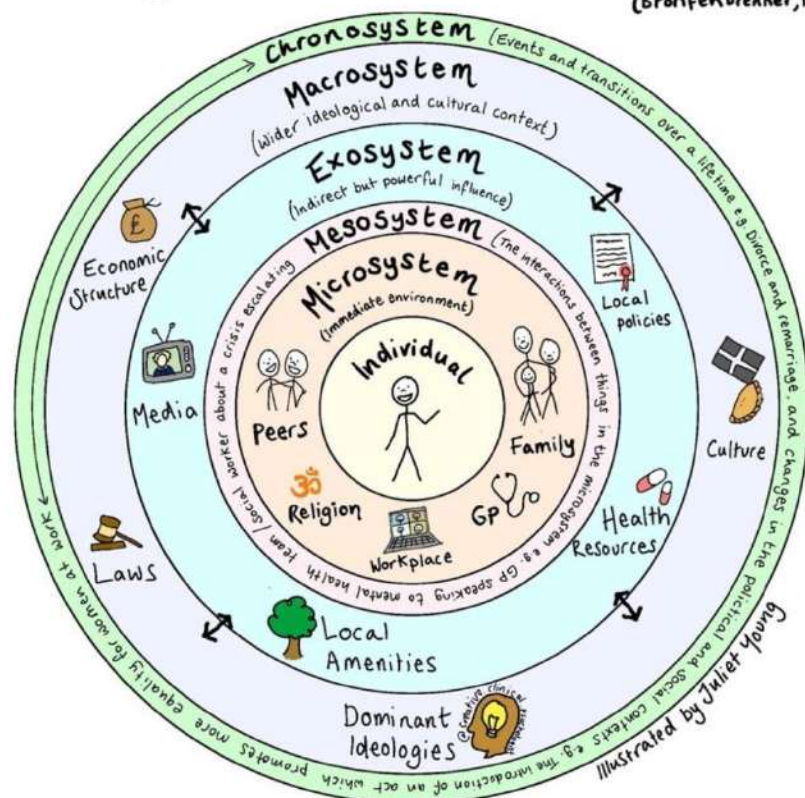 (Bronfenbrenner,
Chronosystem (Events and transitions over a lifetime e.g. Divorce and remarriage, and changes in the political and social contexts e.g. The introduction of an act which promotes more equality for women at work
Macrosystem
(Wider ideological and cultural context)
Exosystem
(Indirect but powerful influence)
Mesosystem (The interactions between things in the microsystem e.g. GP speaking to mental health team / social worker about a crisis escalating
Microsystem
(immediate environment)
Individual
Economic
Structure
£
Local
policies
Media
Peers
Family
Culture
ॐ
Religion
GP
Workplace
Health
Resources
Laws
Local
Amenities
Dominant
Ideologies
Illustrated by Juliet Young